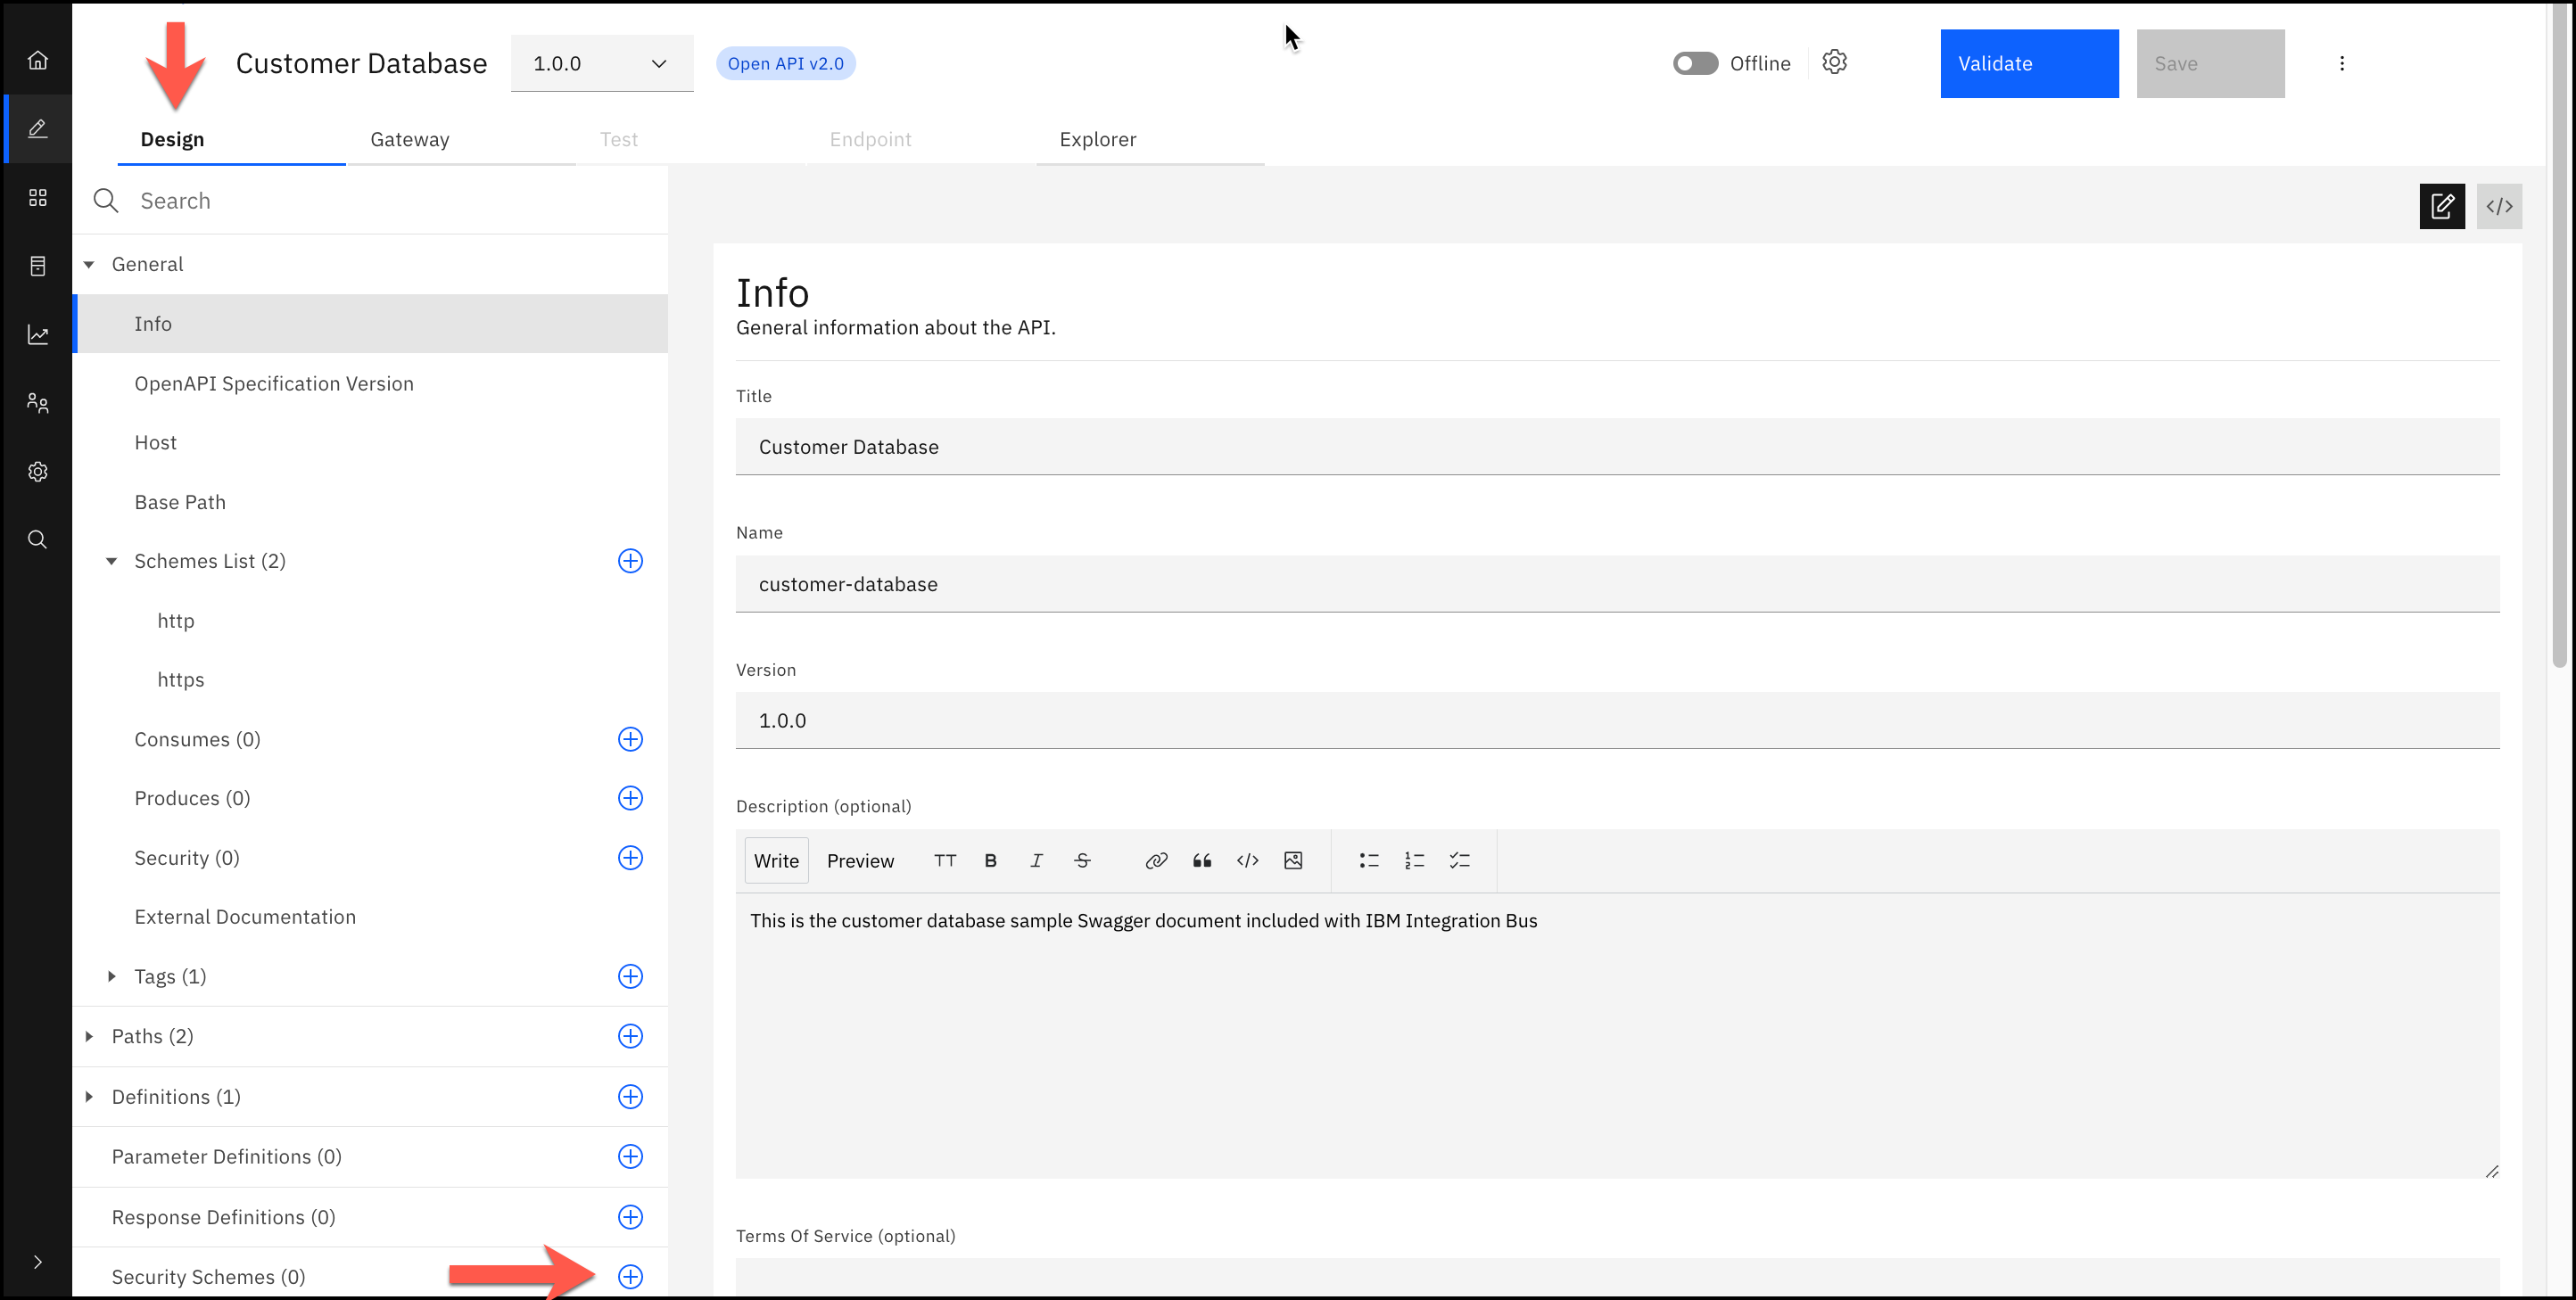 Customer Database
1.0.0
Open API v2.0
Offline
Validate
Save
Design
Gateway
Test
Endpoint
Explorer
Search
General
Info
OpenAPI Specification Version
Host
Base Path
Schemes List (2)
http
https
Consumes (0)
Produces (0)
Security (0)
External Documentation
Tags (1)
Paths (2)
Definitions (1)
Parameter Definitions (0)
Response Definitions (0)
Security Schemes (0)
Info
General information about the API.
Title
Customer Database
Name
customer-database
Version
1.0.0
Description (optional)
Write
Preview
This is the customer database sample Swagger document included with IBM Integration Bus
Terms Of Service (optional)